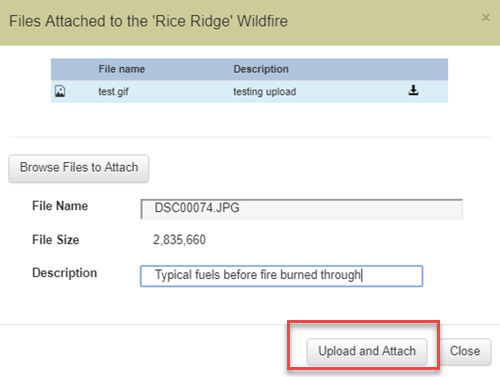 Files Attached to the 'Rice Ridge' Wildfire ×
File name Description
test.gif testing upload
Browse Files to Attach
File Name DSC00074.JPG
File Size 2,835,660
Description Typical fuels before fire burned through
Upload and Attach Close